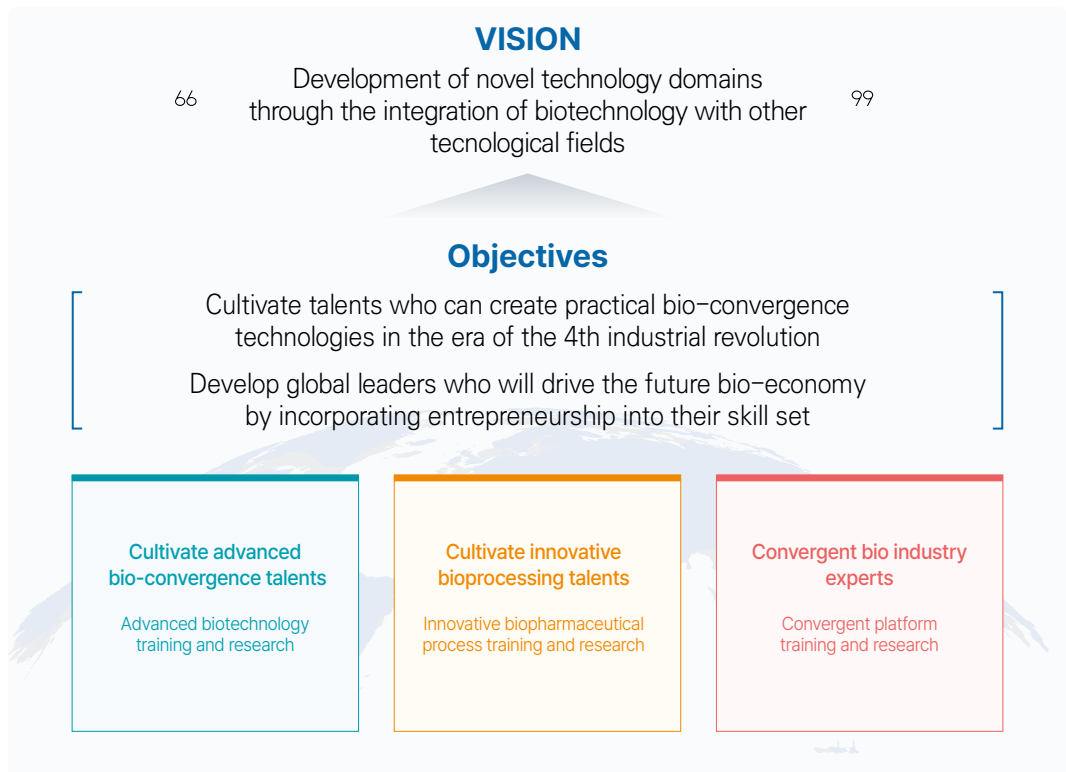 VISION
Development of novel technology domains
66
through the integration of biotechnology with other
99
tecnological fields
Objectives
Cultivate talents who can create practical bio-convergence
technologies in the era of the 4th industrial revolution
Develop global leaders who will drive the future bio-economy
by incorporating entrepreneurship into their skill set
Cultivate advanced
bio-convergence talents
Advanced biotechnology
training and research
Cultivate innovative
bioprocessing talents
Innovative biopharmaceutical
process training and research
Convergent bio industry
experts
Convergent platform
training and research